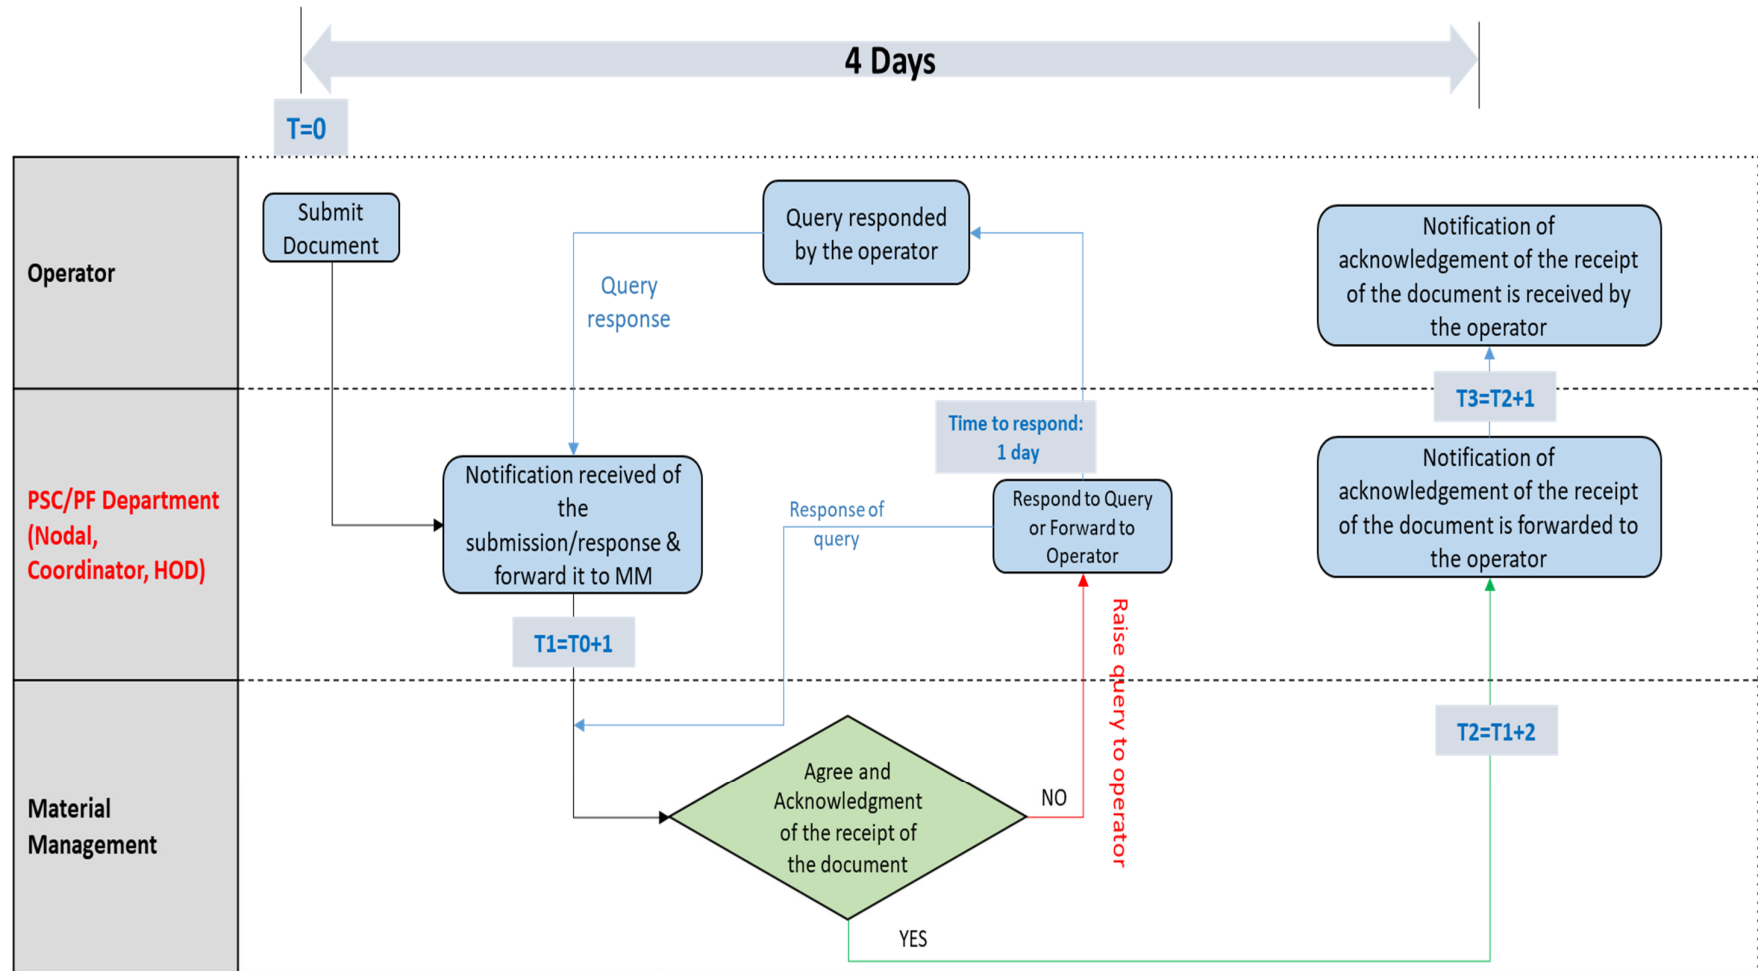 4 Days
T=0
Operator
Submit
Document
Query responded
by the operator
Notification of
acknowledgement of the receipt
of the document is received by
the operator
Query
response
PSC/PF Department
(Nodal,
Coordinator, HOD)
Notification received of
the
submission/response &
forward it to MM
T1=T0+1
Response of
query
Time to respond:
1 day
Respond to Query
or Forward to
Operator
Raise query to operator
T3=T2+1
Notification of
acknowledgement of the receipt
of the document is forwarded to
the operator
Material
Management
Agree and
Acknowledgment
of the receipt of
the document
NO
YES
T2=T1+2